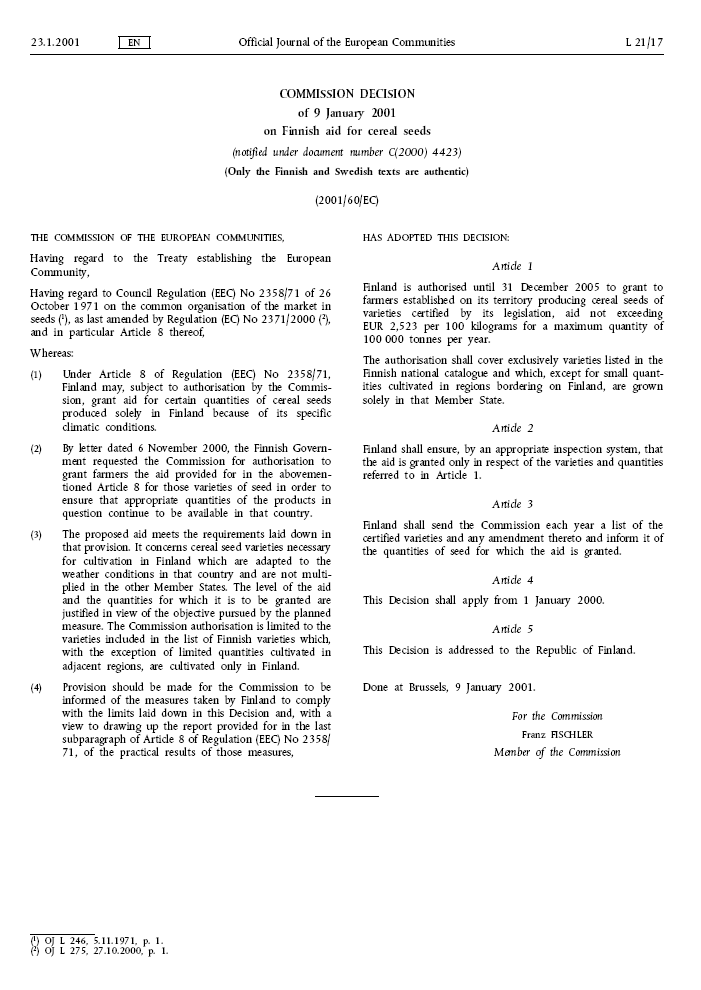 23.1.2001 EN Official Journal of the European Communities L 21/17
COMMISSION DECISION
of 9 January 2001
on Finnish aid for cereal seeds
(notified under document number C(2000) 4423)
(Only the Finnish and Swedish texts are authentic)
(2001/60/EC)
THE COMMISSION OF THE EUROPEAN COMMUNITIES,
Having regard to the Treaty establishing the European
Community,
Having regard to Council Regulation (EEC) No 2358/71 of 26
October 1971 on the common organisation of the market in
seeds (1), as last amended by Regulation (EC) No 2371/2000 (2),
and in particular Article 8 thereof,
Whereas:
(1) Under Article 8 of Regulation (EEC) No 2358/71,
Finland may, subject to authorisation by the Commis-
sion, grant aid for certain quantities of cereal seeds
produced solely in Finland because of its specific
climatic conditions.
(2) By letter dated 6 November 2000, the Finnish Govern-
ment requested the Commission for authorisation to
grant farmers the aid provided for in the abovemen-
tioned Article 8 for those varieties of seed in order to
ensure that appropriate quantities of the products in
question continue to be available in that country.
(3) The proposed aid meets the requirements laid down in
that provision. It concerns cereal seed varieties necessary
for cultivation in Finland which are adapted to the
weather conditions in that country and are not multi-
plied in the other Member States. The level of the aid
and the quantities for which it is to be granted are
justified in view of the objective pursued by the planned
measure. The Commission authorisation is limited to the
varieties included in the list of Finnish varieties which,
with the exception of limited quantities cultivated in
adjacent regions, are cultivated only in Finland.
(4) Provision should be made for the Commission to be
informed of the measures taken by Finland to comply
with the limits laid down in this Decision and, with a
view to drawing up the report provided for in the last
subparagraph of Article 8 of Regulation (EEC) No 2358/
71, of the practical results of those measures,
HAS ADOPTED THIS DECISION:
Article 1
Finland is authorised until 31 December 2005 to grant to
farmers established on its territory producing cereal seeds of
varieties certified by its legislation, aid not exceeding
EUR 2,523 per 100 kilograms for a maximum quantity of
100 000 tonnes per year.
The authorisation shall cover exclusively varieties listed in the
Finnish national catalogue and which, except for small quant-
ities cultivated in regions bordering on Finland, are grown
solely in that Member State.
Article 2
Finland shall ensure, by an appropriate inspection system, that
the aid is granted only in respect of the varieties and quantities
referred to in Article 1.
Article 3
Finland shall send the Commission each year a list of the
certified varieties and any amendment thereto and inform it of
the quantities of seed for which the aid is granted.
Article 4
This Decision shall apply from 1 January 2000.
Article 5
This Decision is addressed to the Republic of Finland.
Done at Brussels, 9 January 2001.
For the Commission
Franz FISCHLER
Member of the Commission
(1) OJ L 246, 5.11.1971, p. 1.
(2) OJ L 275, 27.10.2000, p. 1.